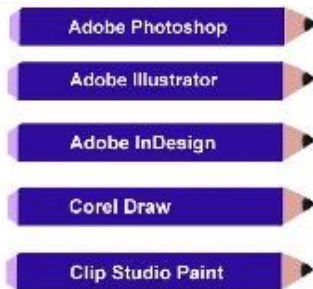 Adobe Photoshop
Adobe Illustrator
Adobe InDesign
Corel Draw
Clip Studio Paint